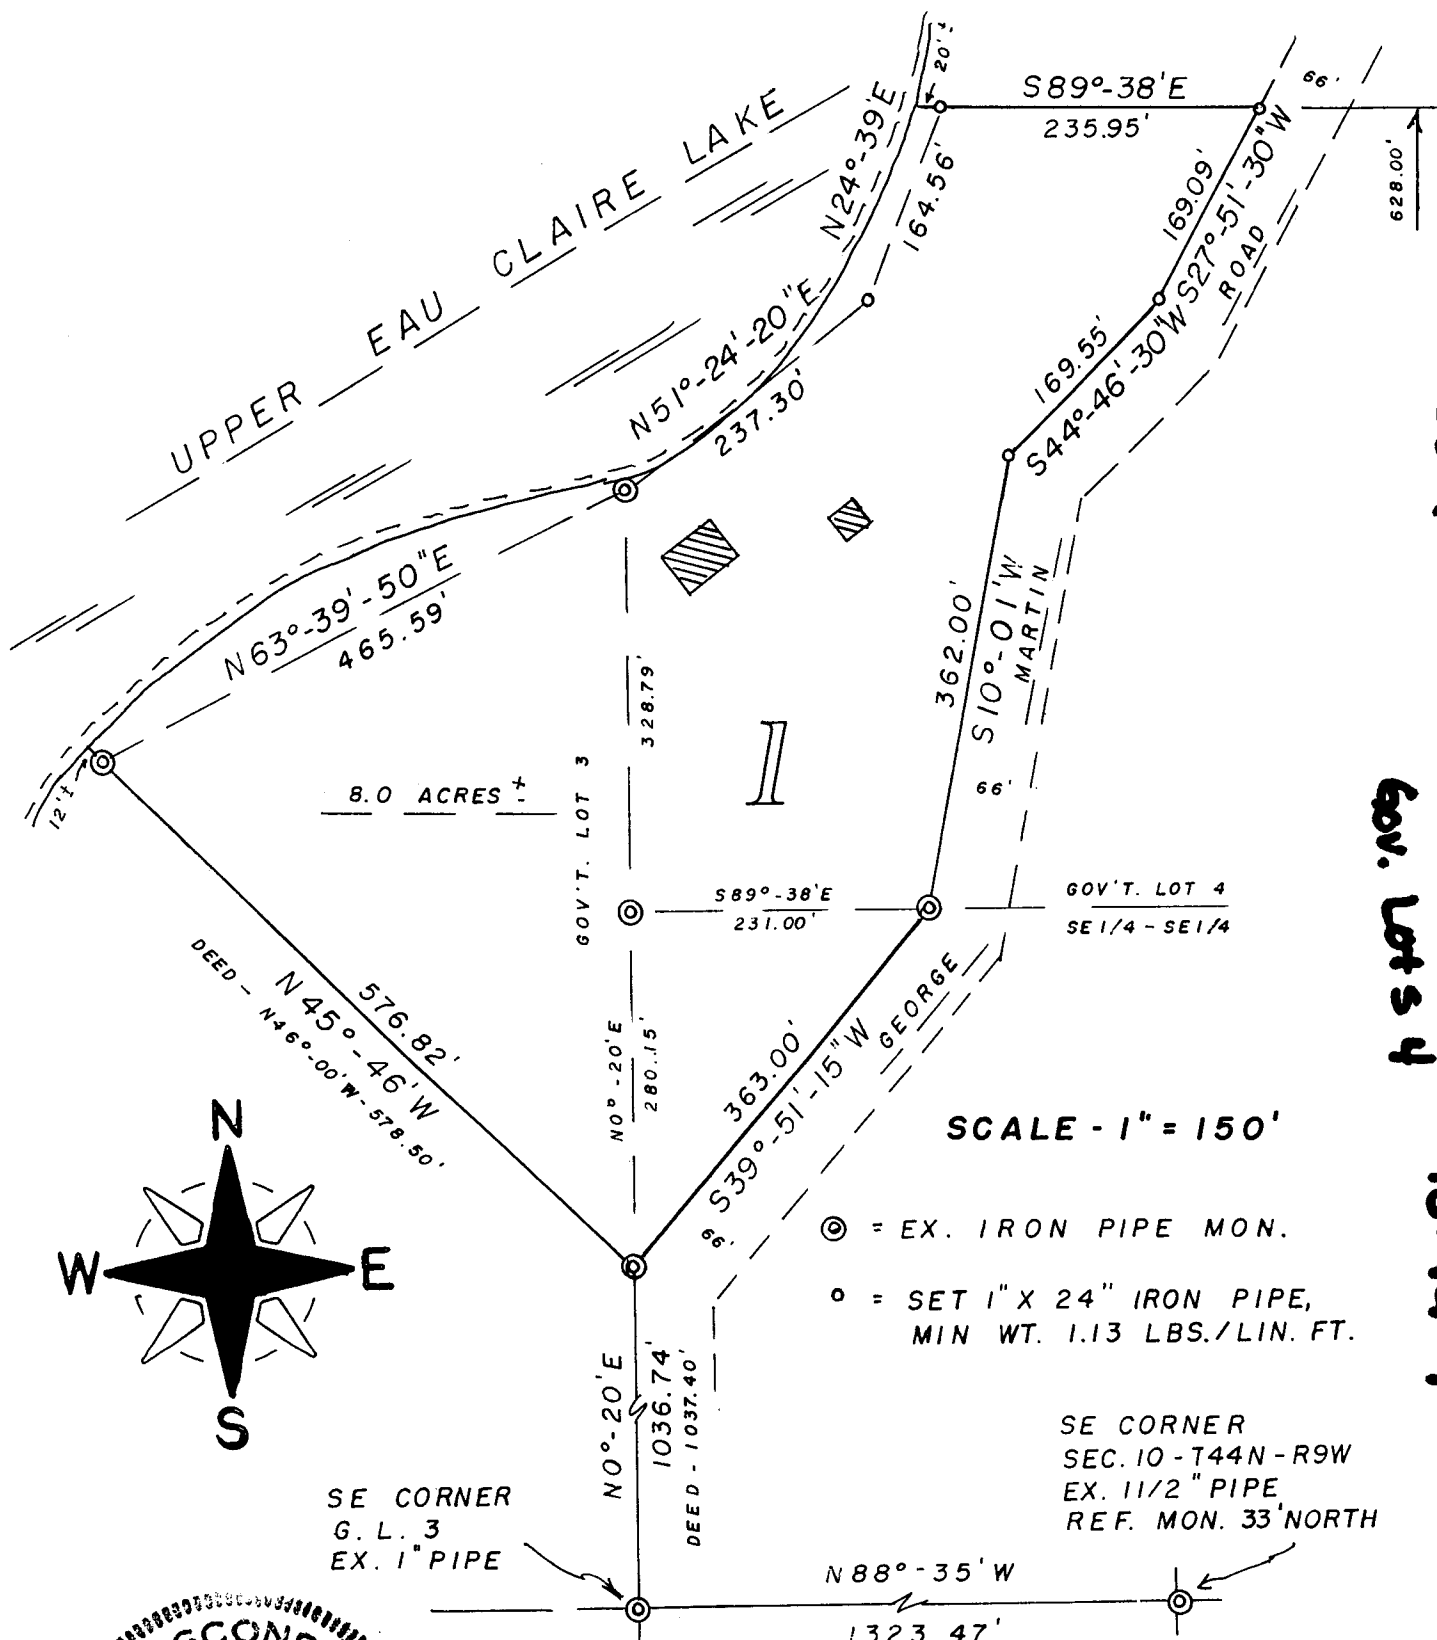 20'±
S89°-38'E
235.95'
66'
628.00'
UPPER EAU CLAIRE LAKE
N24°-39'E
164.56'
169.09'
S27°-51'-30"W
ROAD
N51°-24'-20"E
237.30'
169.55'
S44°-46'-30"W
N63°-39'-50"E
465.59'
362.00'
S10°-01'W
MARTIN
328.79'
1
66'
12'±
8.0 ACRES ±
GOV'T. LOT 3
S89°-38'E
231.00'
GOV'T. LOT 4
SE1/4 - SE1/4
Gov. Lots 4
DEED - N46°-00'W - 578.50'
N45°-46'W
576.82'
N0°-20'E
280.15'
363.00'
S39°-51'-15"W
GEORGE
66'
N
W
E
S
SCALE - 1" = 150'
= EX. IRON PIPE MON.
= SET 1" X 24" IRON PIPE,
MIN WT. 1.13 LBS./LIN. FT.
N0°-20'E
1036.74'
DEED - 1037.40'
SE CORNER
G. L. 3
EX. 1" PIPE
SE CORNER
SEC. 10 - T44N - R9W
EX. 11/2" PIPE
REF. MON. 33'NORTH
N88°-35'W
1323.47'